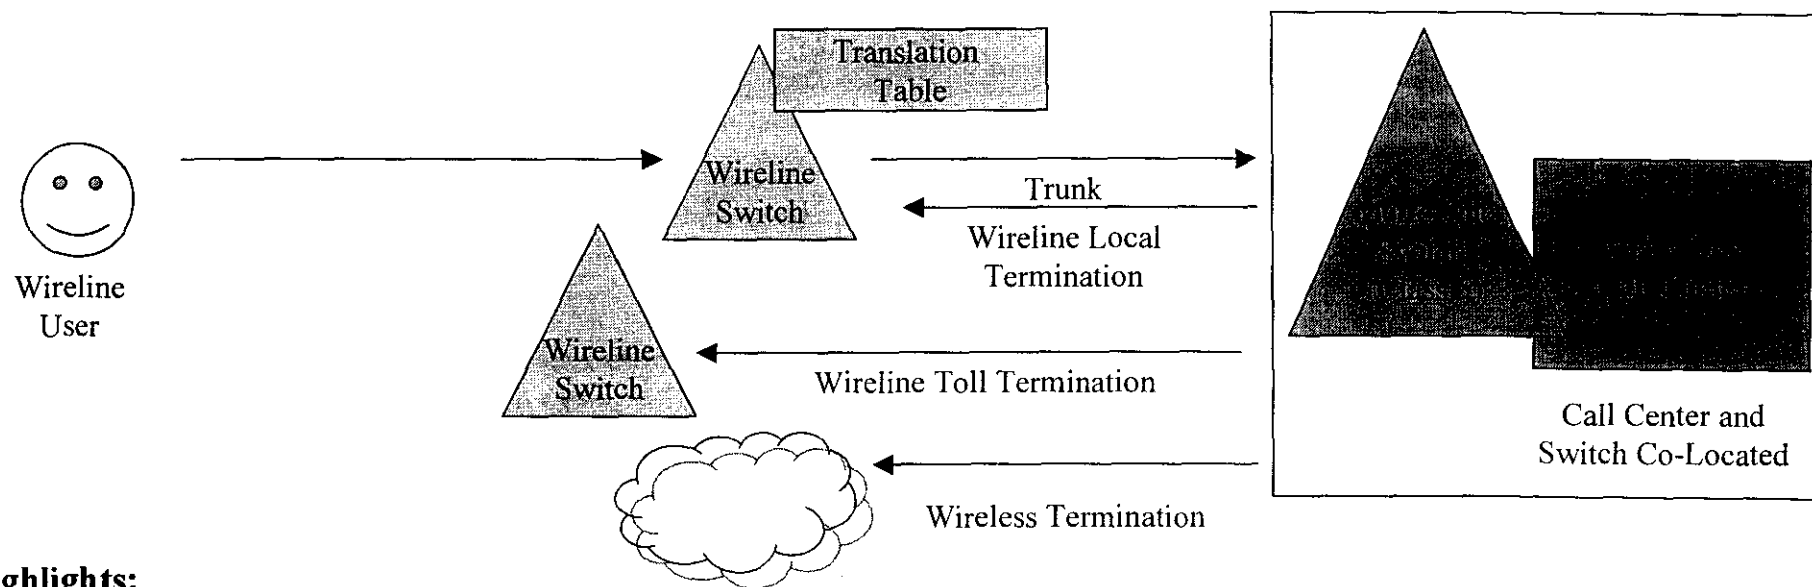 Translation
Table
Wireline
Switch
Trunk
Wireline Local
Termination
Wireline
User
Wireline
Switch
Wireline Toll Termination
Call Center and
Switch Co-Located
Wireless Termination
ghlights: